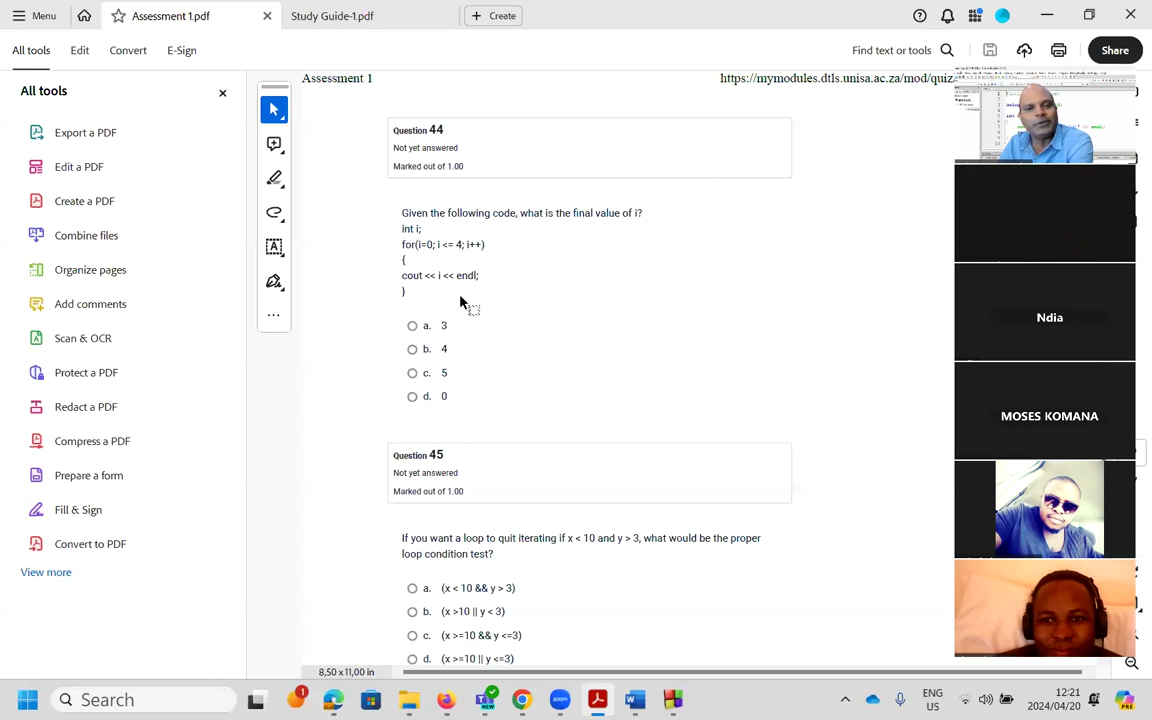 Menu
Assessment 1.pdf
Study Guide-1.pdf
Create
All tools
Edit
Convert
E-Sign
Find text or tools
Share
All tools
Export a PDF
Edit a PDF
Create a PDF
Combine files
Organize pages
Add comments
Scan & OCR
Protect a PDF
Redact a PDF
Compress a PDF
Prepare a form
Fill & Sign
Convert to PDF
View more
Assessment 1
https://mymodules.dtls.unisa.ac.za/mod/quiz
Question 44
Not yet answered
Marked out of 1.00
Given the following code, what is the final value of i?
int i;
for(i=0; i <= 4; i++)
{
cout << i << endl;
}
a. 3
b. 4
c. 5
d. 0
Question 45
Not yet answered
Marked out of 1.00
If you want a loop to quit iterating if x < 10 and y > 3, what would be the proper
loop condition test?
a. (x < 10 && y > 3)
b. (x >10 || y < 3)
c. (x >=10 && y <=3)
d. (x >=10 || y <=3)
8,50 x 11,00 in
Ndia
MOSES KOMANA
Search
1
ENG
US
12:21
2024/04/20
PRE